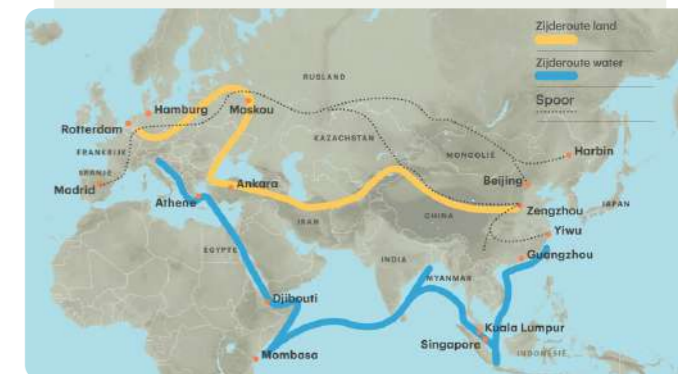 Zijderoute land
Zijderoute water
Spoor
RUSLAND
Hamburg
Moskou
Rotterdam
FRANKRIJK
KAZACHSTAN
MONGOLIË
Harbin
SPANJE
Madrid
Beijing
Ankara
Athene
Zengzhou
JAPAN
IRAN
CHINA
Yiwu
EGYPTE
INDIA
Guangzhou
MYANMAR
Djibouti
Kuala Lumpur
Singapore
Mombasa
INDONESIË